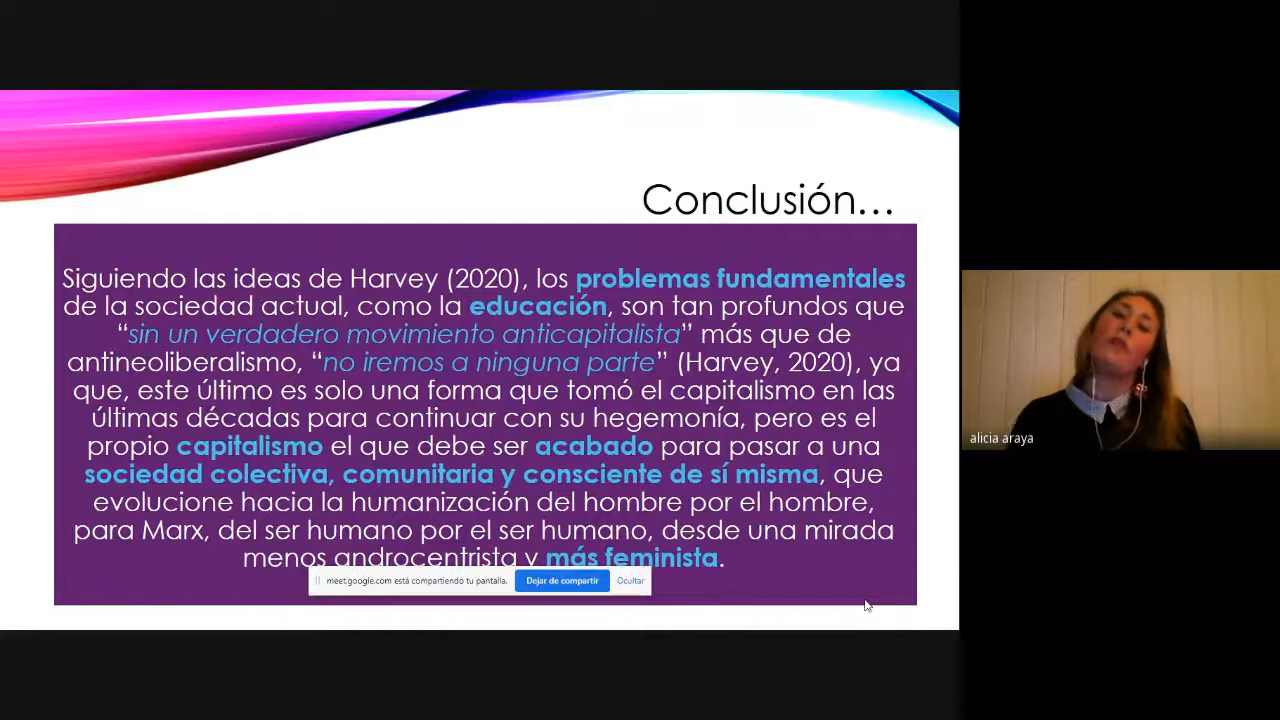 Conclusión...
Siguiendo las ideas de Harvey (2020), los problemas fundamentales
de la sociedad actual, como la educación, son tan profundos que
“sin un verdadero movimiento anticapitalista” más que de
antineoliberalismo, “no iremos a ninguna parte” (Harvey, 2020), ya
que, este último es solo una forma que tomó el capitalismo en las
últimas décadas para continuar con su hegemonía, pero es el
propio capitalismo el que debe ser acabado para pasar a una
sociedad colectiva, comunitaria y consciente de sí misma, que
evolucione hacia la humanización del hombre por el hombre,
para Marx, del ser humano por el ser humano, desde una mirada
menos androcentrista y más feminista.
meet.google.com está compartiendo tu pantalla. Dejar de compartir Ocultar
alicia araya